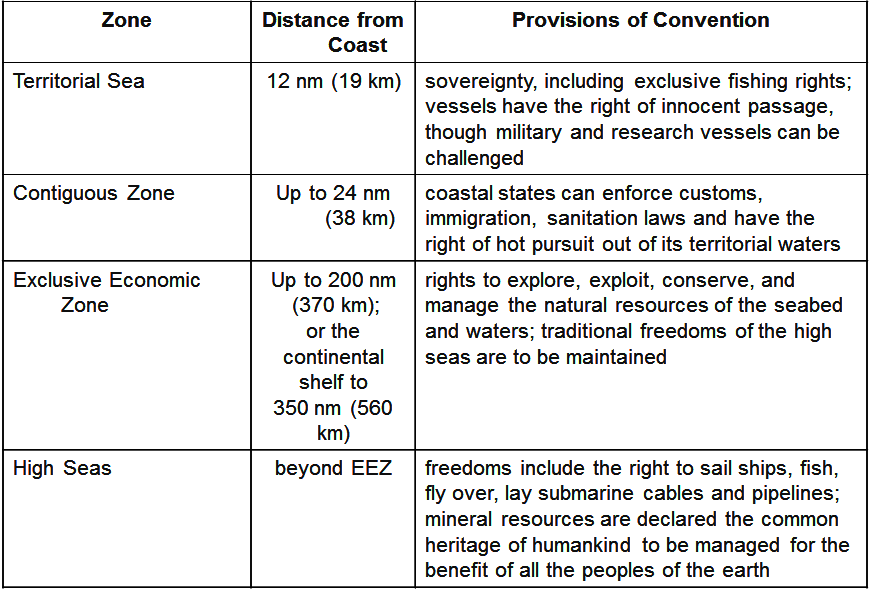 Zone
Distance from
Coast
Provisions of Convention
Territorial Sea
12 nm (19 km)
sovereignty, including exclusive fishing rights;
vessels have the right of innocent passage,
though military and research vessels can be
challenged
Contiguous Zone
Up to 24 nm
(38 km)
coastal states can enforce customs,
immigration, sanitation laws and have the
right of hot pursuit out of its territorial waters
Exclusive Economic
Zone
Up to 200 nm
(370 km);
or the
continental
shelf to
350 nm (560
km)
rights to explore, exploit, conserve, and
manage the natural resources of the seabed
and waters; traditional freedoms of the high
seas are to be maintained
High Seas
beyond EEZ
freedoms include the right to sail ships, fish,
fly over, lay submarine cables and pipelines;
mineral resources are declared the common
heritage of humankind to be managed for the
benefit of all the peoples of the earth